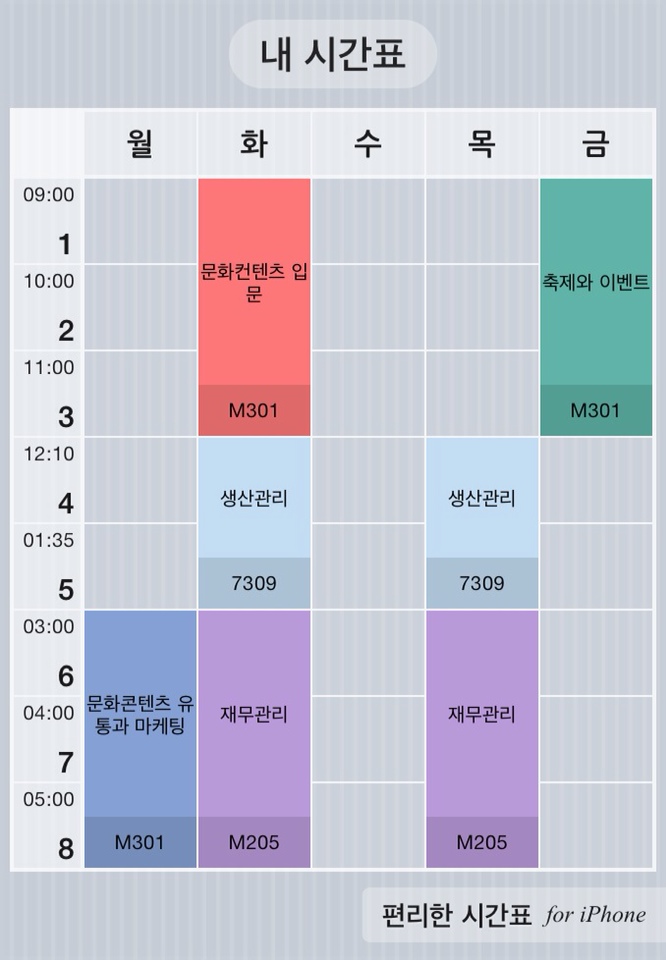 내 시간표
월 화 수 목 금
09:00
1
10:00
2
11:00
3
문화컨텐츠 입
문
M301
축제와 이벤트
M301
12:10
4
01:35
5
생산관리
7309
생산관리
7309
03:00
6
04:00
7
05:00
8
문화콘텐츠 유
통과 마케팅
M301
재무관리
M205
재무관리
M205
편리한 시간표 for iPhone